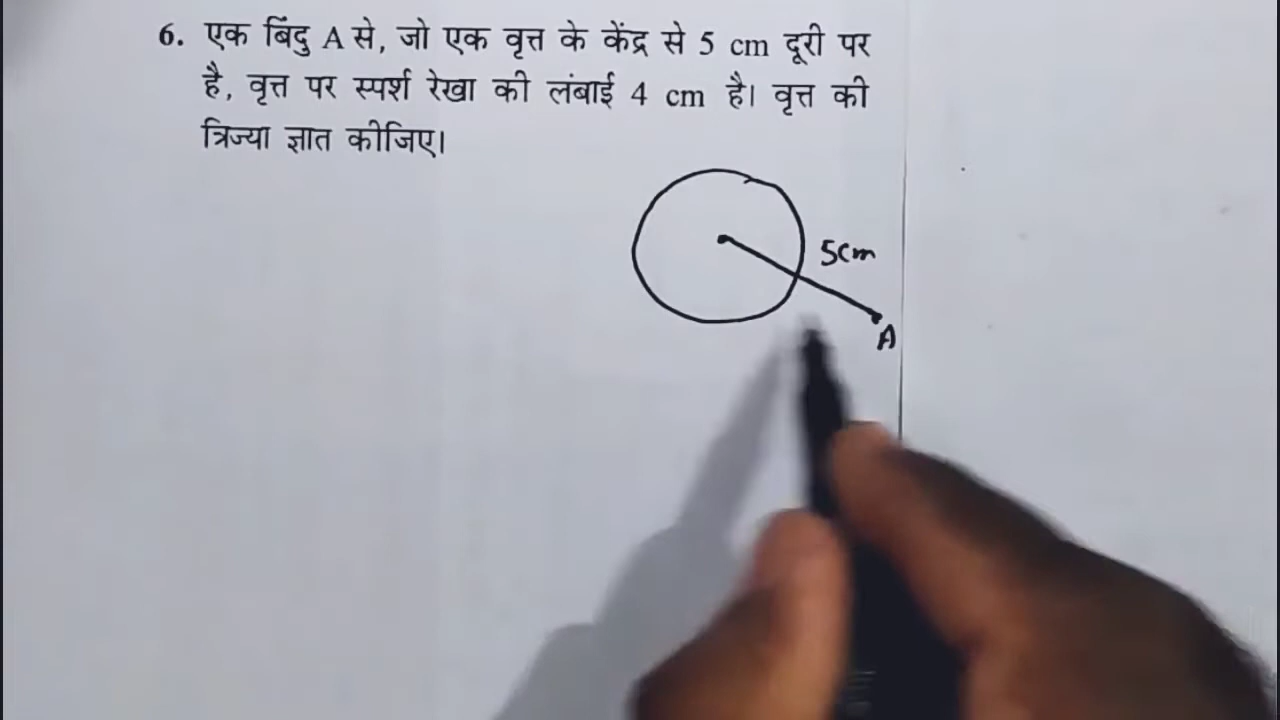 6. एक बिंदु A से, जो एक वृत्त के केंद्र से 5 cm दूरी पर
है, वृत्त पर स्पर्श रेखा की लंबाई 4 cm है। वृत्त की
त्रिज्या ज्ञात कीजिए।
5cm
A